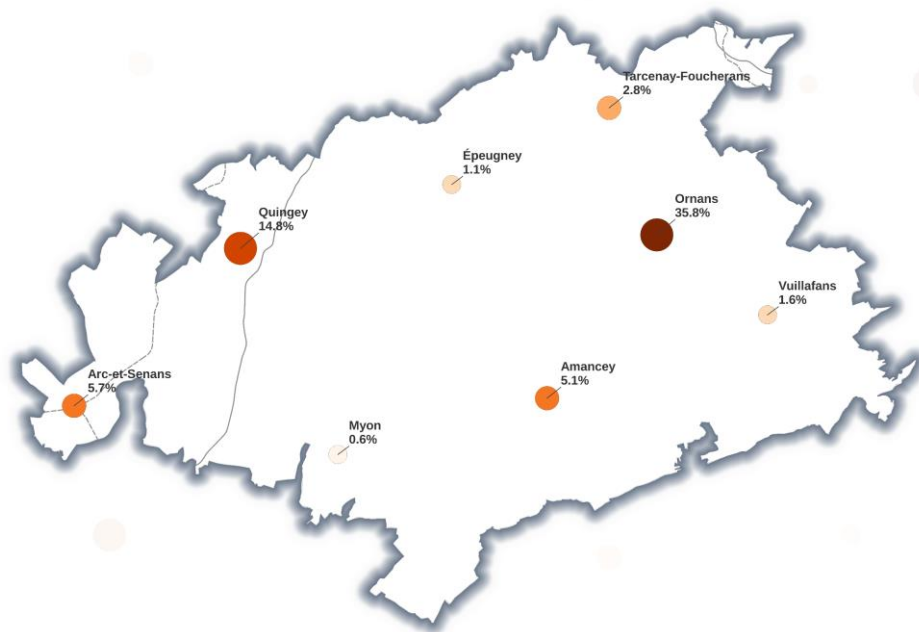 Tarcenay-Foucherans
2.8%
Épeugney
1.1%
Ornans
35.8%
Quingey
14.8%
Vuillafans
1.6%
Arc-et-Senans
5.7%
Amancey
5.1%
Myon
0.6%